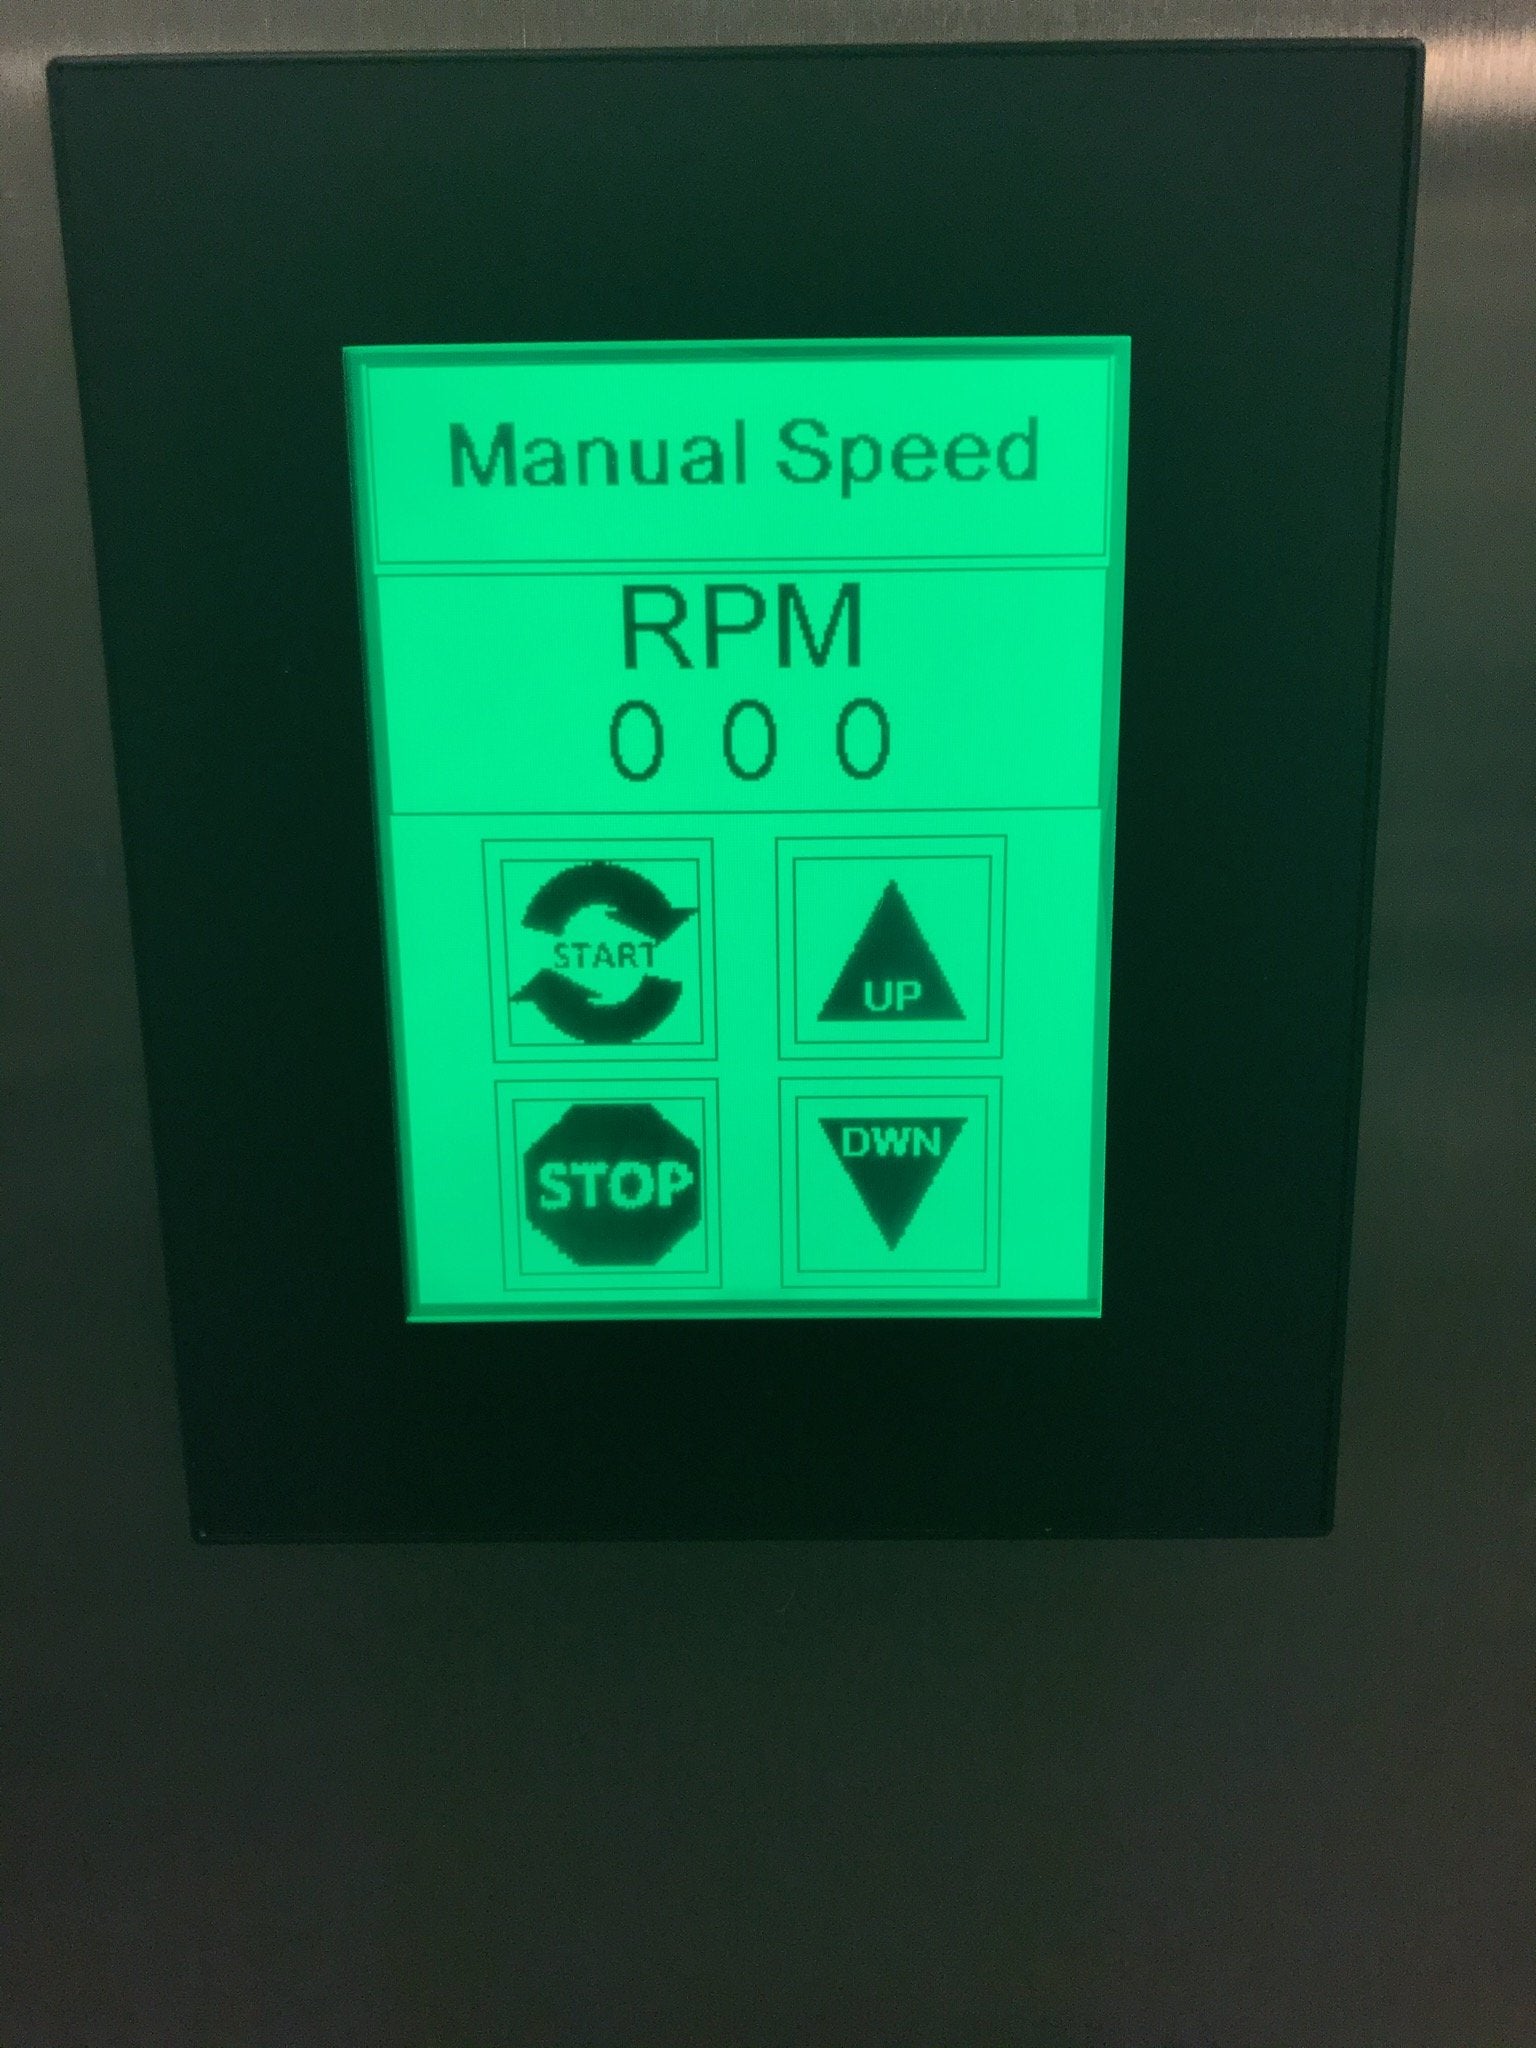 Manual Speed
RPM
0 0 0
START
UP
STOP
DWN